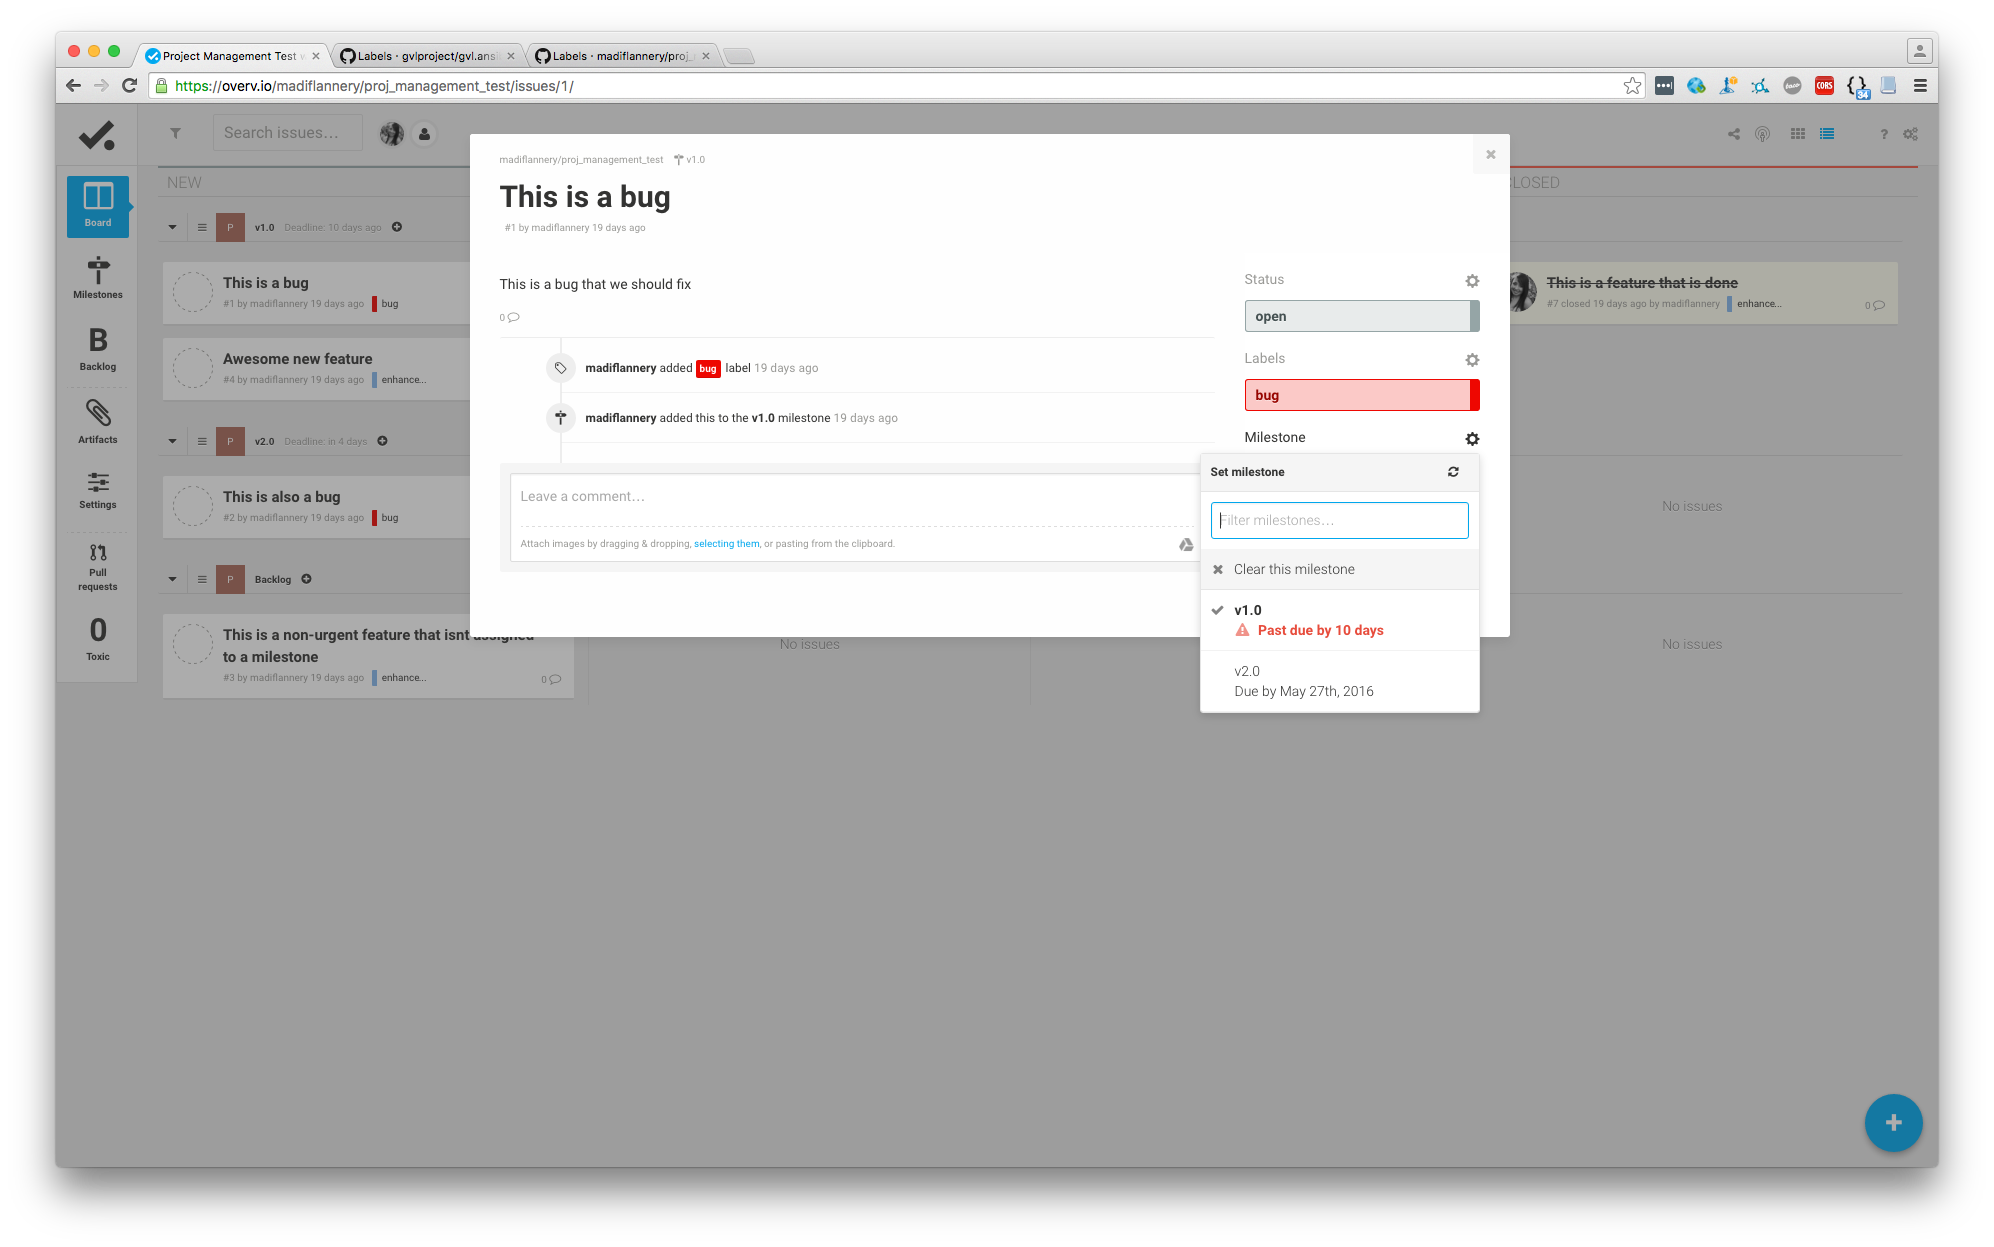 Project Management Test w
Labels · gvlproject/gvl.ansi
Labels · madiflannery/proj_
https://overv.io/madiflannery/proj_management_test/issues/1/
CORS
34
Search issues...
Board
Milestones
B
Backlog
Artifacts
Settings
Pull
requests
0
Toxic
NEW
P v1.0 Deadline: 10 days ago
This is a bug
#1 by madiflannery 19 days ago bug
Awesome new feature
#4 by madiflannery 19 days ago enhance...
P v2.0 Deadline: in 4 days
This is also a bug
#2 by madiflannery 19 days ago bug
P Backlog
This is a non-urgent feature that isnt assigned
to a milestone
#3 by madiflannery 19 days ago enhance... 0
No issues
madiflannery/proj_management_test v1.0
This is a bug
#1 by madiflannery 19 days ago
This is a bug that we should fix
0
madiflannery added bug label 19 days ago
madiflannery added this to the v1.0 milestone 19 days ago
Leave a comment...
Attach images by dragging & dropping, selecting them, or pasting from the clipboard.
Status
open
Labels
bug
Milestone
Set milestone
Filter milestones...
Clear this milestone
v1.0
Past due by 10 days
v2.0
Due by May 27th, 2016
?
LOSED
This is a feature that is done
#7 closed 19 days ago by madiflannery enhance... 0
No issues
No issues